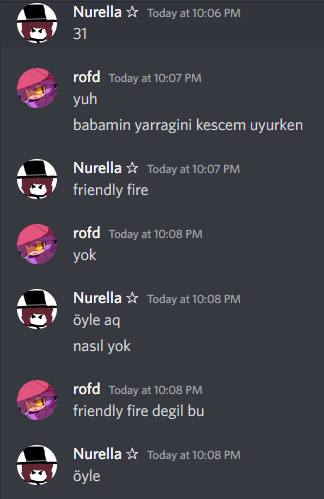 Nurella ☆ Today at 10:06 PM
31
rofd Today at 10:07 PM
yuh
babamin yarragini kescem uyurken
Nurella ☆ Today at 10:07 PM
friendly fire
rofd Today at 10:08 PM
yok
Nurella ☆ Today at 10:08 PM
öyle aq
nasıl yok
rofd Today at 10:08 PM
friendly fire degil bu
Nurella ☆ Today at 10:08 PM
öyle